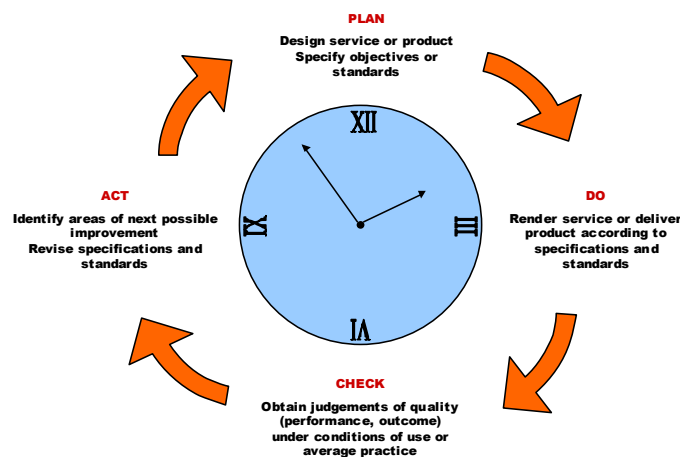 PLAN
Design service or product
Specify objectives or
standards
XII
ACT
Identify areas of next possible
improvement
Revise specifications and
standards
IX
III
DO
Render service or deliver
product according to
specifications and
standards
VI
CHECK
Obtain judgements of quality
(performance, outcome)
under conditions of use or
average practice